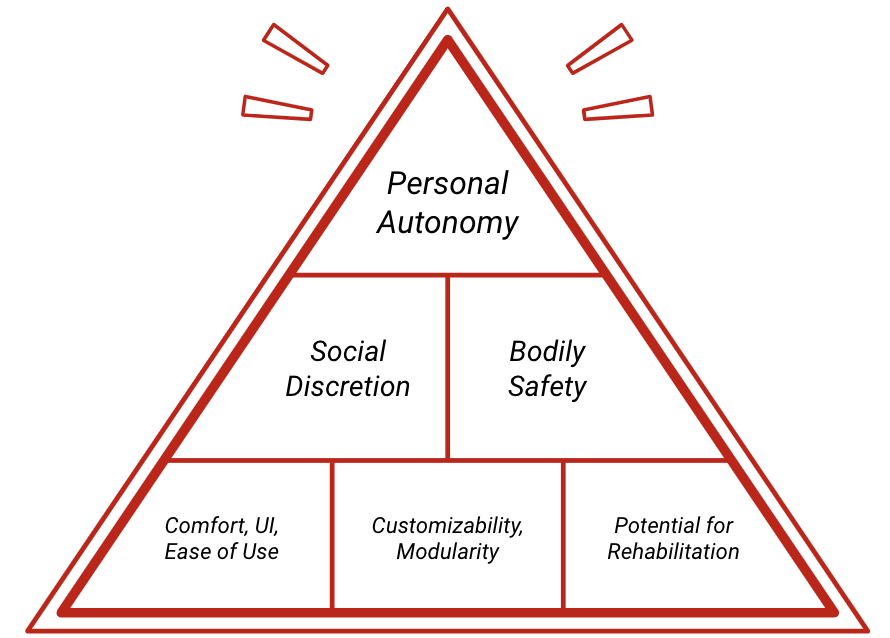 Personal
Autonomy
Social
Discretion
Bodily
Safety
Comfort, UI,
Ease of Use
Customizability,
Modularity
Potential for
Rehabilitation